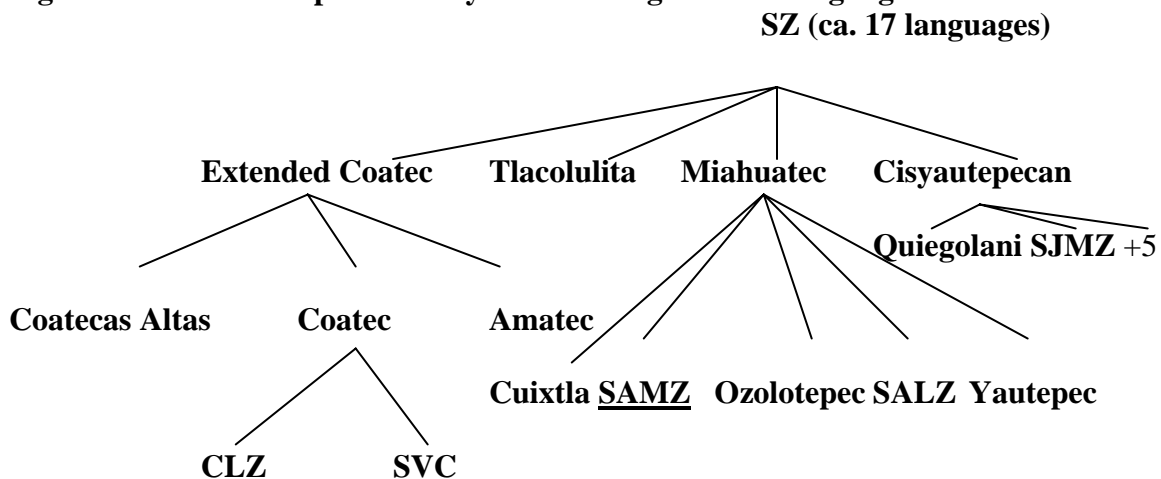 SZ (ca. 17 languages)
Extended Coatec Tlacolulita Miahuatec Cisyautepecan
Quiegolani SJMZ +5
Coatecas Altas Coatec Amatec
Cuixtla SAMZ Ozolotepec SALZ Yautepec
CLZ SVC